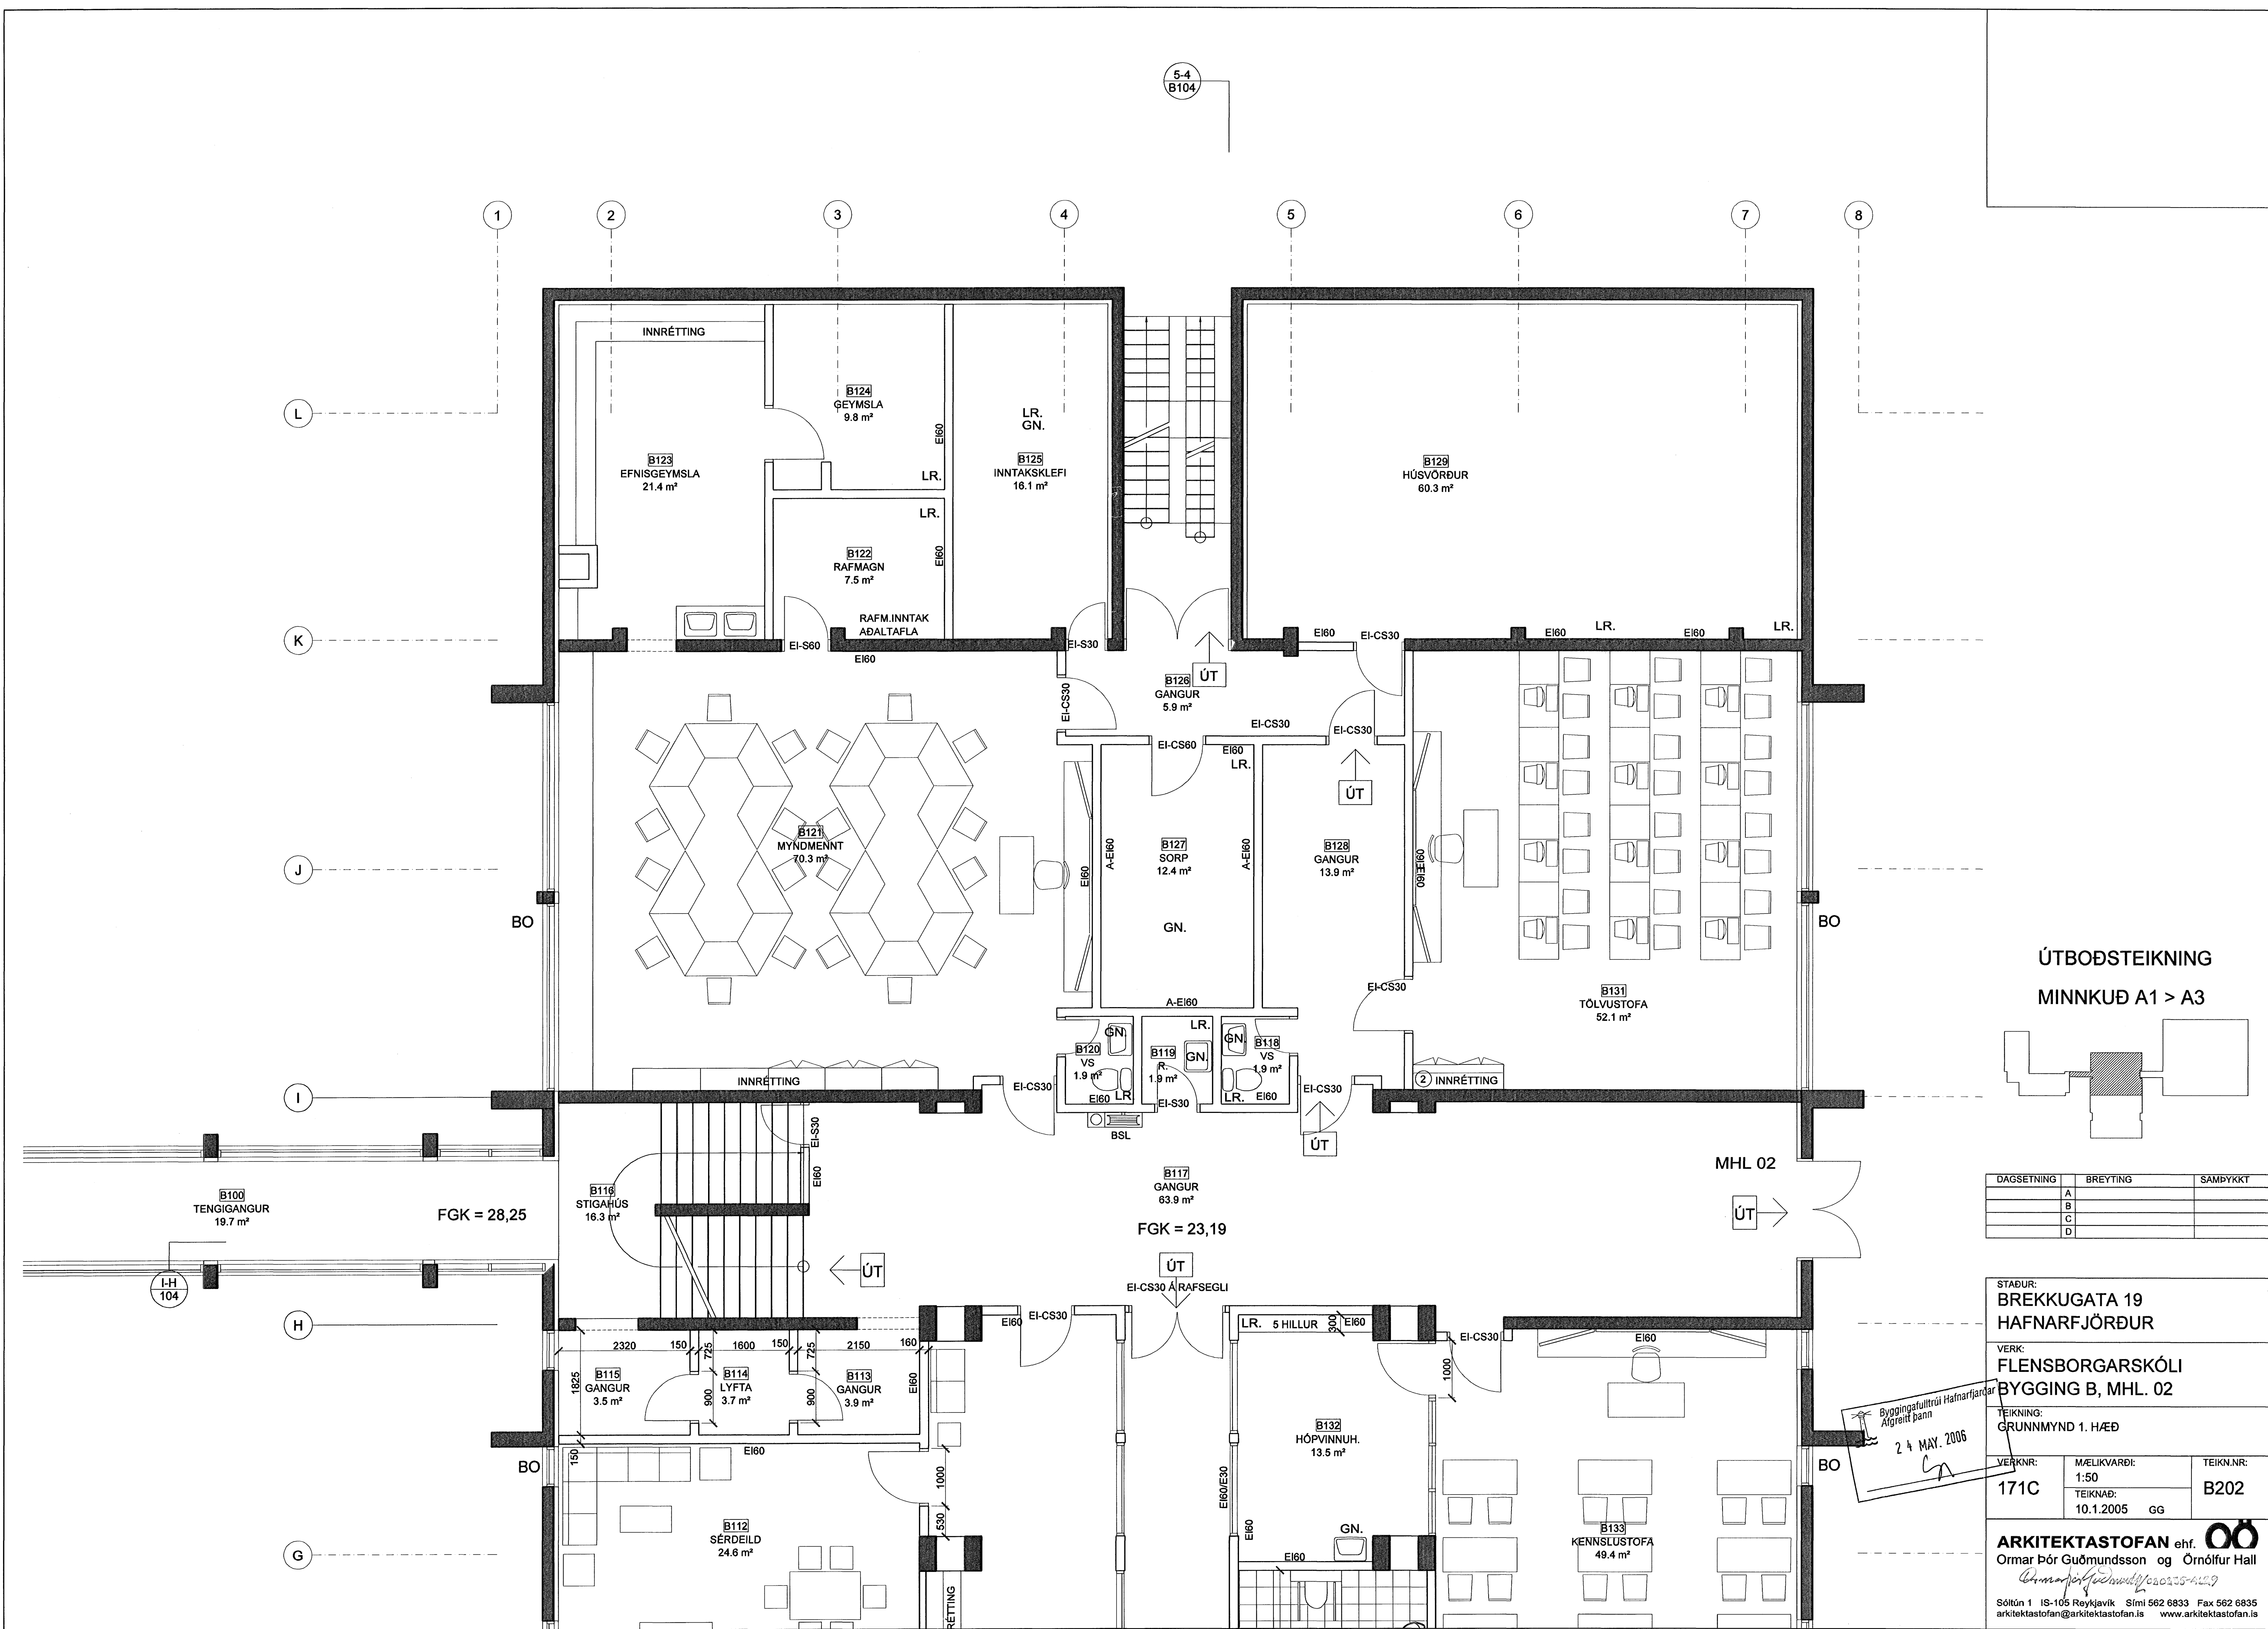 5-4
B104
1
2
3
4
5
6
7
8
L
K
J
I
H
G
INNRÉTTING
B124
GEYMSLA
9.8 m²
EI60
LR.
B123
EFNISGEYMSLA
21.4 m²
LR.
GN.
B125
INNTAKSKLEFI
16.1 m²
B129
HÚSVÖRÐUR
60.3 m²
LR.
EI60
B122
RAFMAGN
7.5 m²
RAFM.INNTAK
AÐALTAFLA
EI-S60
EI60
EI-S30
EI60
EI-CS30
EI60
LR.
EI60
LR.
EI-CS30
B126
GANGUR
5.9 m²
ÚT
EI-CS30
EI-CS30
EI-CS60
EI60
LR.
ÚT
B121
MYNDMENNT
70.3 m²
EI60
A-EI60
B127
SORP
12.4 m²
GN.
A-EI60
A-EI60
B128
GANGUR
13.9 m²
EI60
EI60
EI-CS30
B131
TÖLVUSTOFA
52.1 m²
BO
BO
INNRÉTTING
EI-CS30
B120
VS
1.9 m²
GN.
EI60
LR.
B119
R.
1.9 m²
LR.
GN.
EI-S30
B118
VS
1.9 m²
GN.
LR.
EI60
EI-CS30
2 INNRÉTTING
BSL
ÚT
EI-S30
EI60
B100
TENGIGANGUR
19.7 m²
FGK = 28,25
B116
STIGAHÚS
16.3 m²
B117
GANGUR
63.9 m²
FGK = 23,19
MHL 02
ÚT
ÚT
ÚT
EI-CS30 Á RAFSEGLI
I-H
104
2320
150
725
1600
150
725
2150
160
EI60
EI-CS30
LR.
5 HILLUR
300
EI60
EI-CS30
EI60
1000
1825
B115
GANGUR
3.5 m²
900
B114
LYFTA
3.7 m²
900
B113
GANGUR
3.9 m²
EI60
150
EI60
BO
BO
1000
530
B112
SÉRDEILD
24.6 m²
RÉTTING
EI60/E30
B132
HÓPVINNUH.
13.5 m²
EI60
GN.
EI60
B133
KENNSLUSTOFA
49.4 m²
ÚTBOÐSTEIKNING
MINNKUÐ A1 > A3
DAGSETNING BREYTING SAMÞYKKT
A
B
C
D
STAÐUR:
BREKKUGATA 19
HAFNARFJÖRÐUR
VERK:
FLENSBORGARSKÓLI
BYGGING B, MHL. 02
Byggingafulltrúi Hafnarfjarðar
Afgreitt þann
24 MAY. 2006
TEIKNING:
GRUNNMYND 1. HÆÐ
VERKNR:
171C
MÆLIKVARÐI:
1:50
TEIKNAÐ:
10.1.2005 GG
TEIKN.NR:
B202
ARKITEKTASTOFAN ehf.
Ormar Þór Guðmundsson og Örnólfur Hall
Sóltún 1 IS-105 Reykjavík Sími 562 6833 Fax 562 6835
arkitektastofan@arkitektastofan.is www.arkitektastofan.is